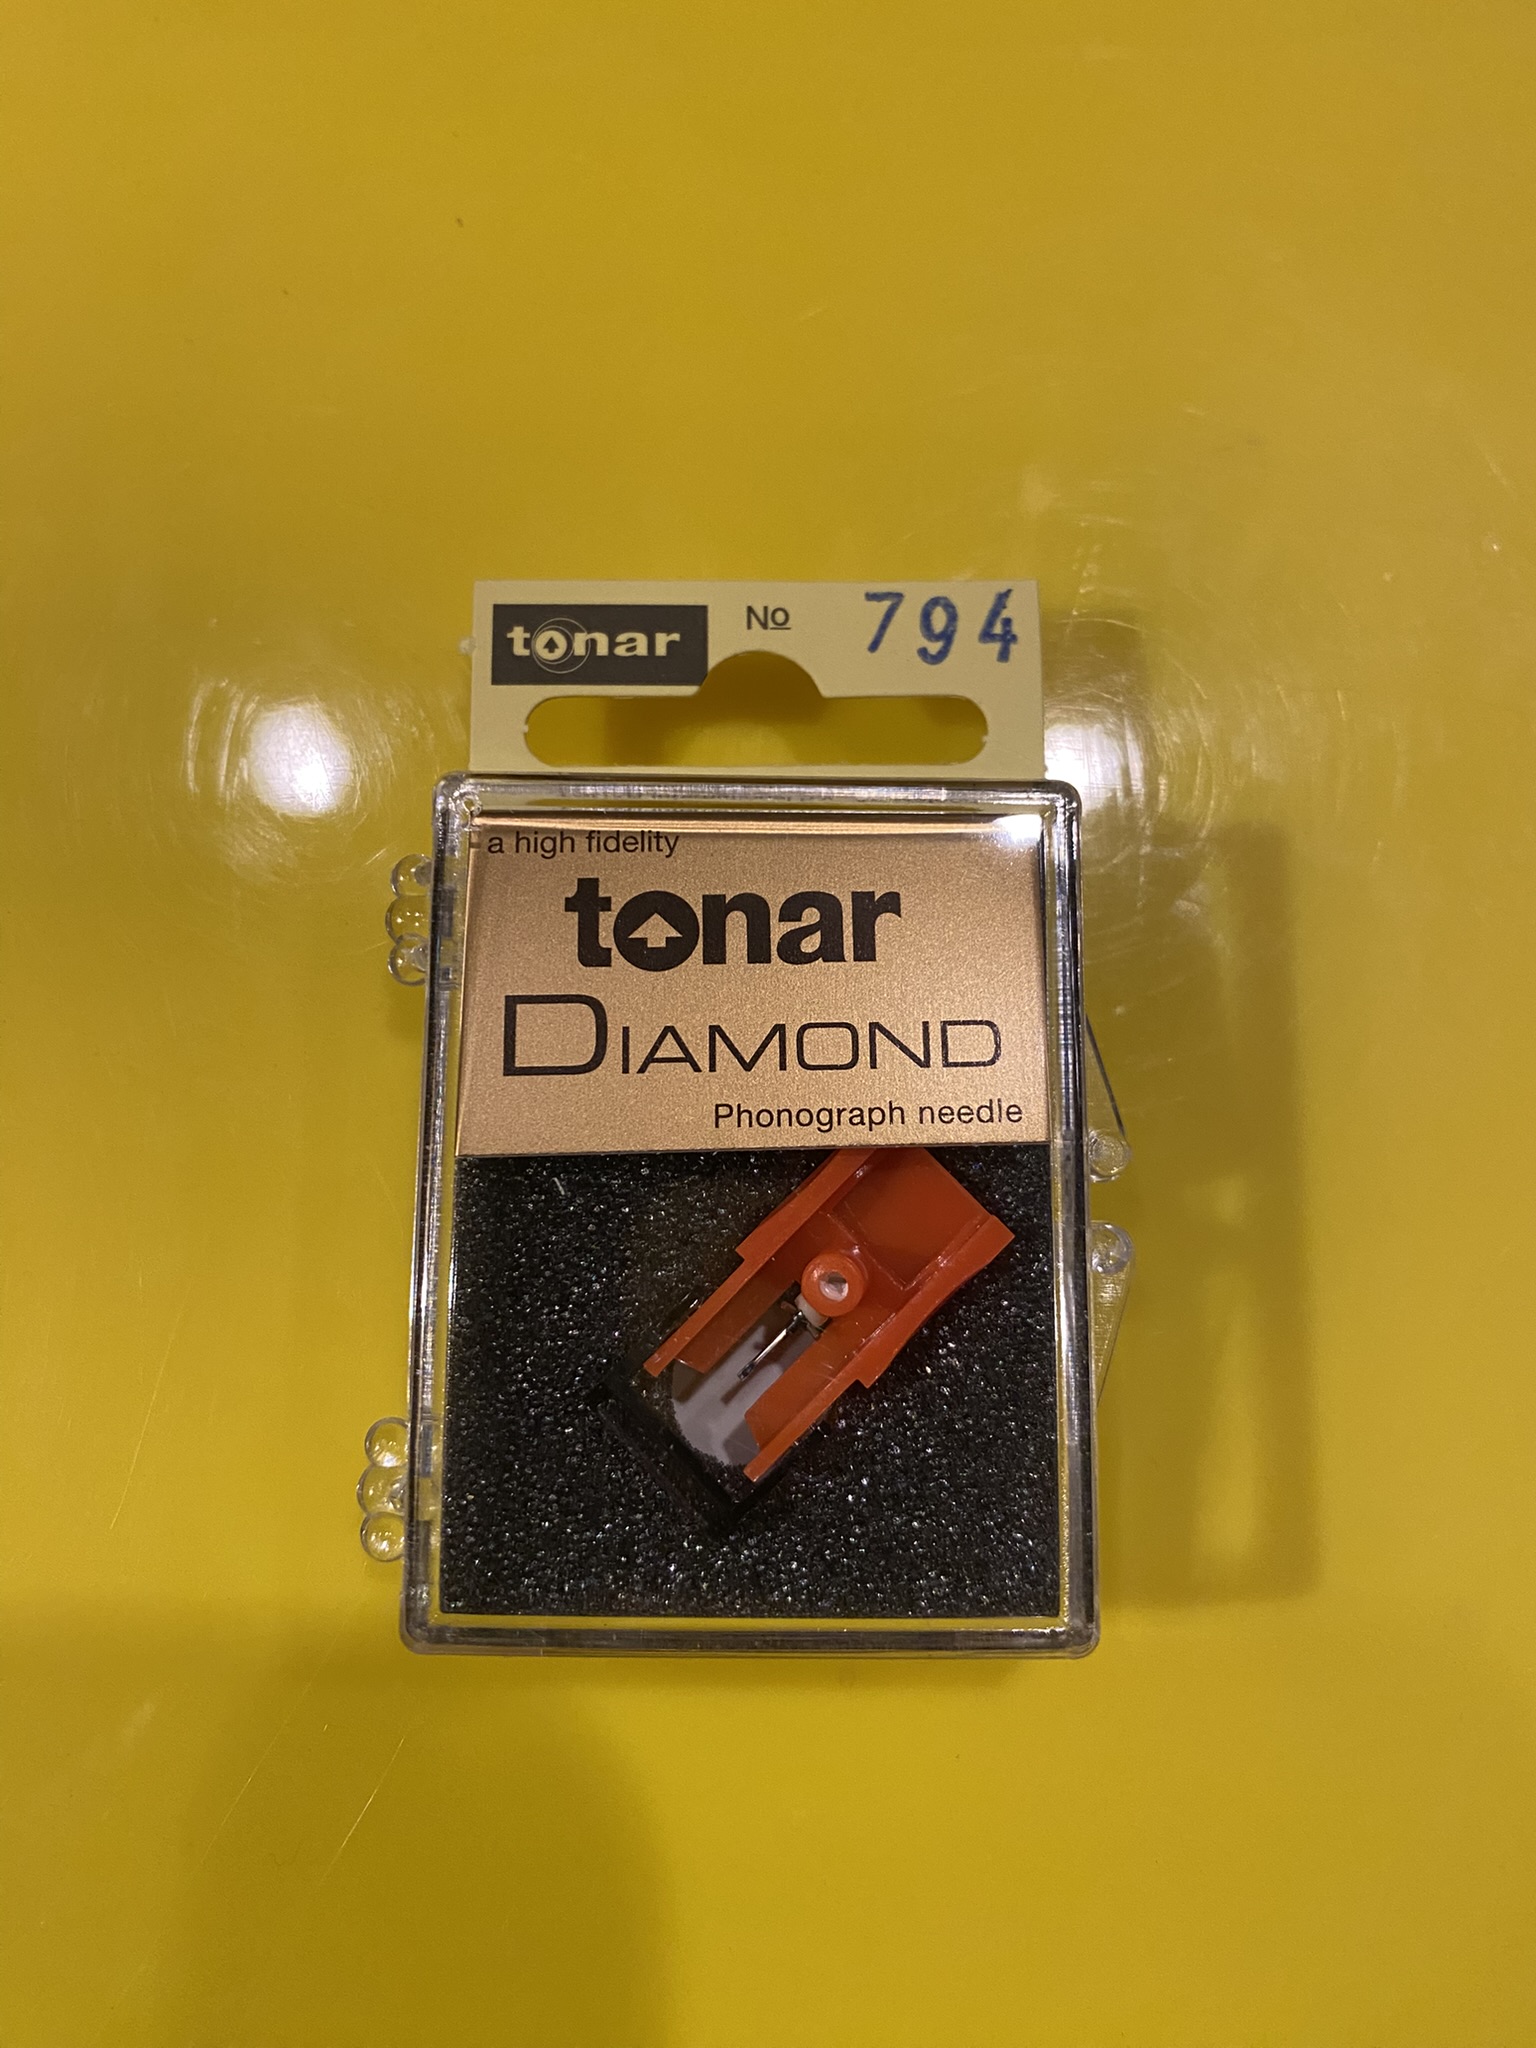 tonar No 794
a high fidelity
tonar
DIAMOND
Phonograph needle